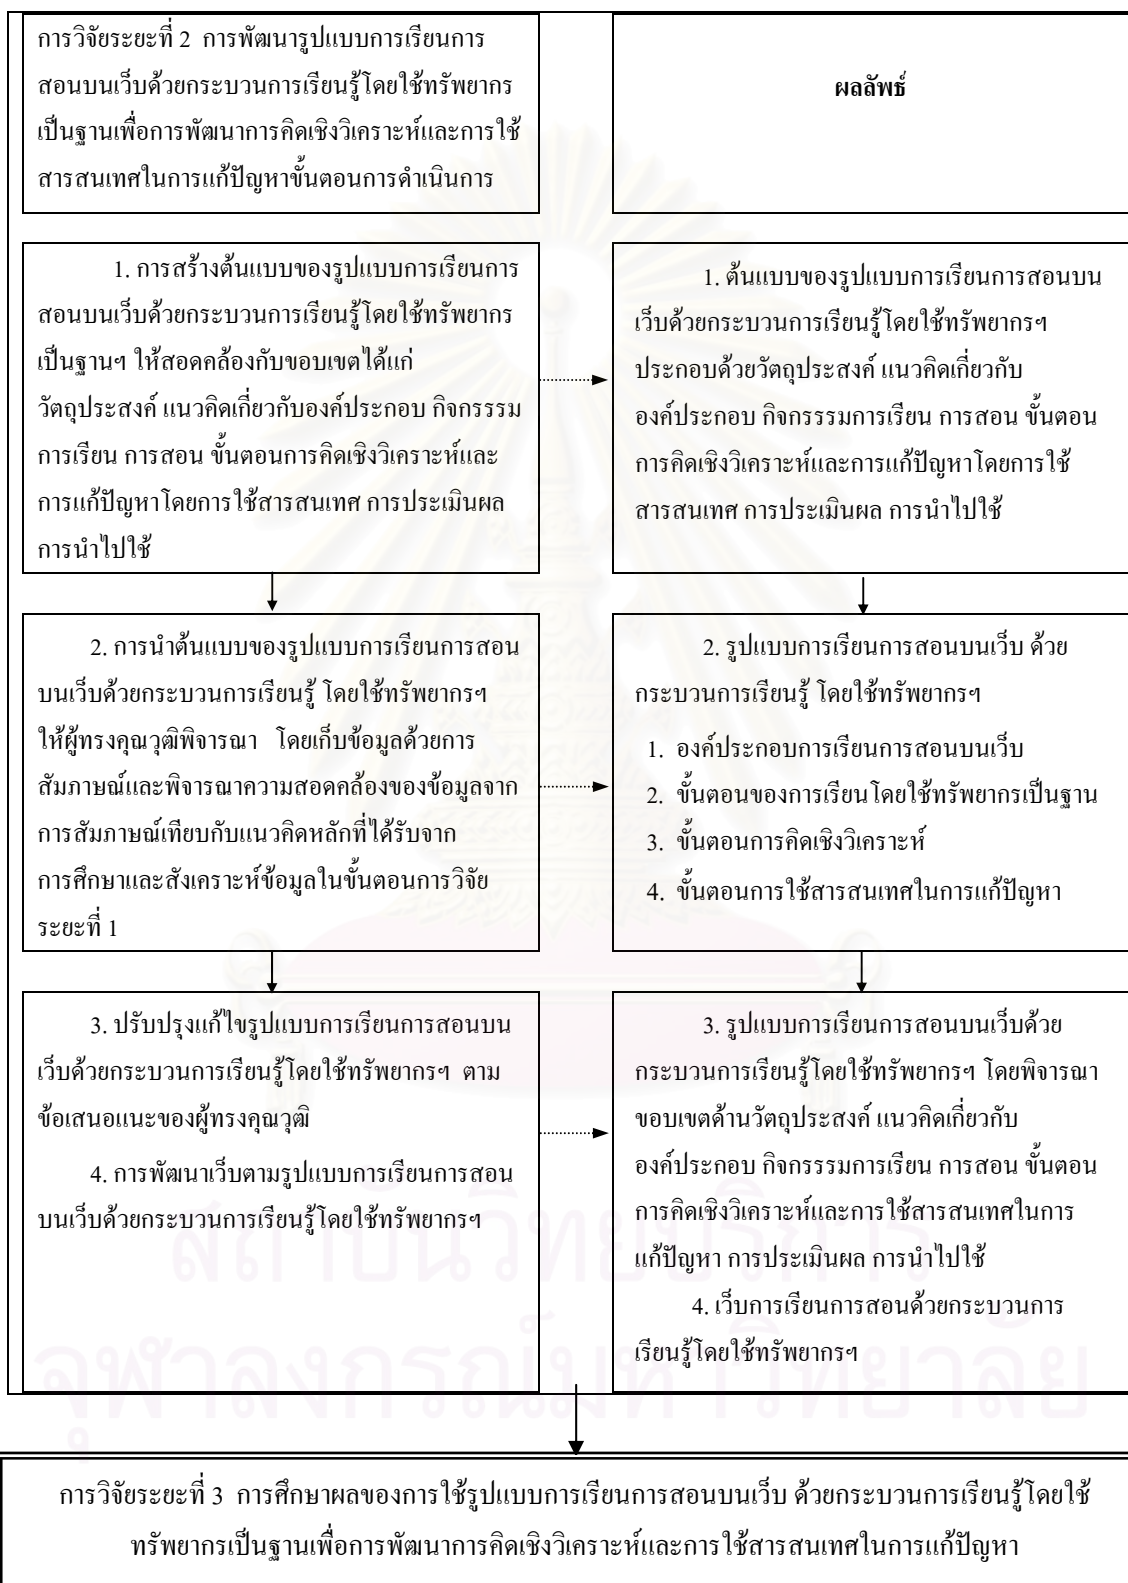 การวิจัยระยะที่ 2 การพัฒนารูปแบบการเรียนการ
สอนบนเว็บด้วยกระบวนการเรียนรู้โดยใช้ทรัพยากร
เป็นฐานเพื่อการพัฒนาการคิดเชิงวิเคราะห์และการใช้
สารสนเทศในการแก้ปัญหาขั้นตอนการดำเนินการ
ผลลัพธ์
1. การสร้างต้นแบบของรูปแบบการเรียนการ
สอนบนเว็บด้วยกระบวนการเรียนรู้โดยใช้ทรัพยากร
เป็นฐานฯ ให้สอดคล้องกับขอบเขตได้แก่
วัตถุประสงค์ แนวคิดเกี่ยวกับองค์ประกอบ กิจกรรรม
การเรียน การสอน ขั้นตอนการคิดเชิงวิเคราะห์และ
การแก้ปัญหาโดยการใช้สารสนเทศ การประเมินผล
การนำไปใช้
1. ต้นแบบของรูปแบบการเรียนการสอนบน
เว็บด้วยกระบวนการเรียนรู้โดยใช้ทรัพยากรฯ
ประกอบด้วยวัตถุประสงค์ แนวคิดเกี่ยวกับ
องค์ประกอบ กิจกรรรมการเรียน การสอน ขั้นตอน
การคิดเชิงวิเคราะห์และการแก้ปัญหาโดยการใช้
สารสนเทศ การประเมินผล การนำไปใช้
2. การนำต้นแบบของรูปแบบการเรียนการสอน
บนเว็บด้วยกระบวนการเรียนรู้ โดยใช้ทรัพยากรฯ
ให้ผู้ทรงคุณวุฒิพิจารณา โดยเก็บข้อมูลด้วยการ
สัมภาษณ์และพิจารณาความสอดคล้องของข้อมูลจาก
การสัมภาษณ์เทียบกับแนวคิดหลักที่ได้รับจาก
การศึกษาและสังเคราะห์ข้อมูลในขั้นตอนการวิจัย
ระยะที่ 1
2. รูปแบบการเรียนการสอนบนเว็บ ด้วย
กระบวนการเรียนรู้ โดยใช้ทรัพยากรฯ
1. องค์ประกอบการเรียนการสอนบนเว็บ
2. ขั้นตอนของการเรียนโดยใช้ทรัพยากรเป็นฐาน
3. ขั้นตอนการคิดเชิงวิเคราะห์
4. ขั้นตอนการใช้สารสนเทศในการแก้ปัญหา
3. ปรับปรุงแก้ไขรูปแบบการเรียนการสอนบน
เว็บด้วยกระบวนการเรียนรู้โดยใช้ทรัพยากรฯ ตาม
ข้อเสนอแนะของผู้ทรงคุณวุฒิ
4. การพัฒนาเว็บตามรูปแบบการเรียนการสอน
บนเว็บด้วยกระบวนการเรียนรู้โดยใช้ทรัพยากรฯ
3. รูปแบบการเรียนการสอนบนเว็บด้วย
กระบวนการเรียนรู้โดยใช้ทรัพยากรฯ โดยพิจารณา
ขอบเขตด้านวัตถุประสงค์ แนวคิดเกี่ยวกับ
องค์ประกอบ กิจกรรรมการเรียน การสอน ขั้นตอน
การคิดเชิงวิเคราะห์และการใช้สารสนเทศในการ
แก้ปัญหา การประเมินผล การนำไปใช้
4. เว็บการเรียนการสอนด้วยกระบวนการ
เรียนรู้โดยใช้ทรัพยากรฯ
สถาบันวิทยบริการ
จุฬาลงกรณ์มหาวิทยาลัย
การวิจัยระยะที่ 3 การศึกษาผลของการใช้รูปแบบการเรียนการสอนบนเว็บ ด้วยกระบวนการเรียนรู้โดยใช้
ทรัพยากรเป็นฐานเพื่อการพัฒนาการคิดเชิงวิเคราะห์และการใช้สารสนเทศในการแก้ปัญหา